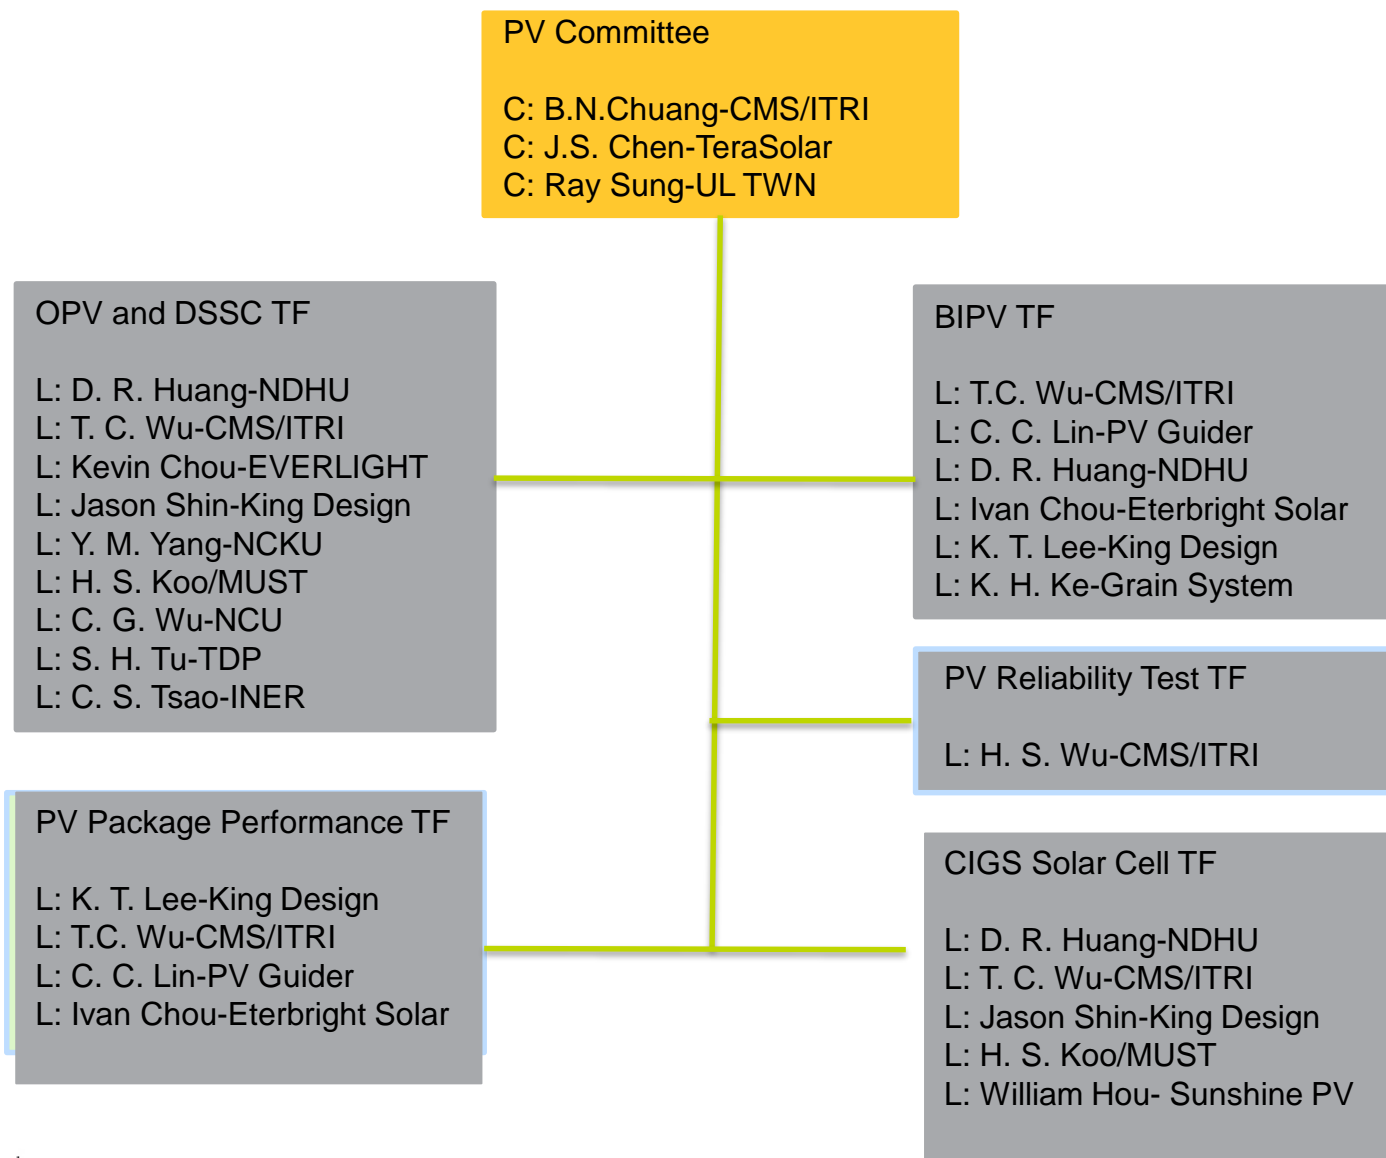 PV Committee
C: B.N.Chuang-CMS/ITRI
C: J.S. Chen-TeraSolar
C: Ray Sung-UL TWN
OPV and DSSC TF
L: D. R. Huang-NDHU
L: T. C. Wu-CMS/ITRI
L: Kevin Chou-EVERLIGHT
L: Jason Shin-King Design
L: Y. M. Yang-NCKU
L: H. S. Koo/MUST
L: C. G. Wu-NCU
L: S. H. Tu-TDP
L: C. S. Tsao-INER
BIPV TF
L: T.C. Wu-CMS/ITRI
L: C. C. Lin-PV Guider
L: D. R. Huang-NDHU
L: Ivan Chou-Eterbright Solar
L: K. T. Lee-King Design
L: K. H. Ke-Grain System
PV Reliability Test TF
L: H. S. Wu-CMS/ITRI
PV Package Performance TF
L: K. T. Lee-King Design
L: T.C. Wu-CMS/ITRI
L: C. C. Lin-PV Guider
L: Ivan Chou-Eterbright Solar
CIGS Solar Cell TF
L: D. R. Huang-NDHU
L: T. C. Wu-CMS/ITRI
L: Jason Shin-King Design
L: H. S. Koo/MUST
L: William Hou- Sunshine PV